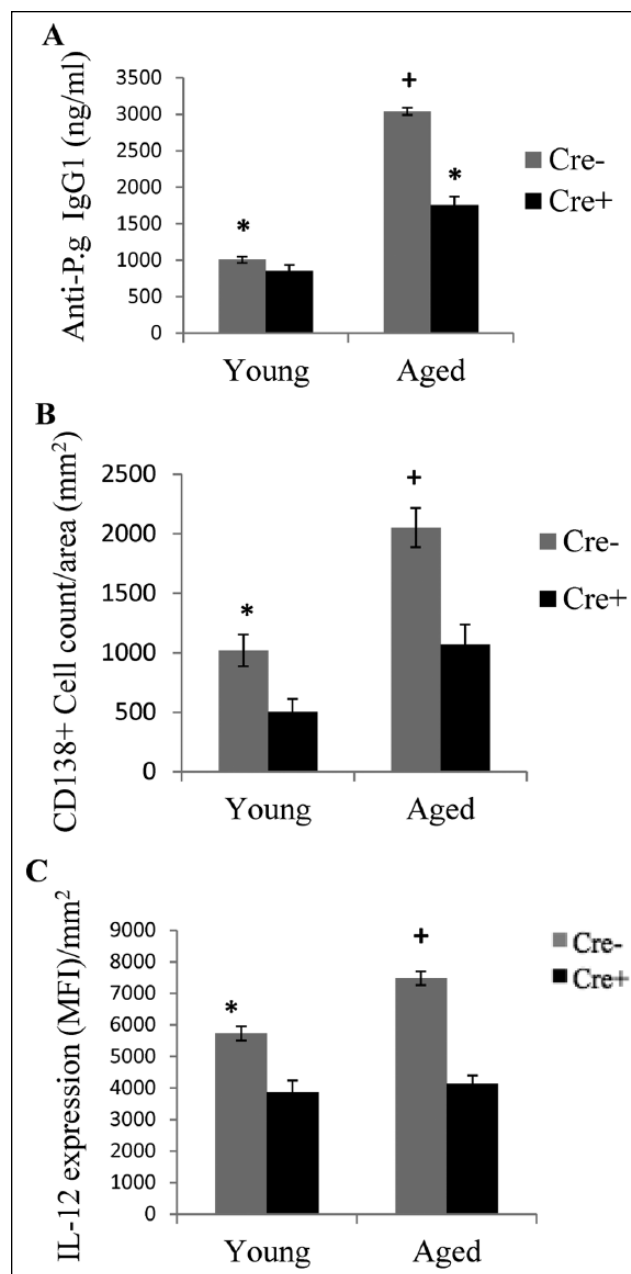 A
Anti-P.g IgG1 (ng/ml)
3500
3000
2500
2000
1500
1000
500
0
*
+
*
Young
Aged
Cre-
Cre+
B
CD138+ Cell count/area (mm²)
2500
2000
1500
1000
500
0
*
+
Young
Aged
Cre-
Cre+
C
IL-12 expression (MFI)/mm²
9000
8000
7000
6000
5000
4000
3000
2000
1000
0
*
+
Young
Aged
Cre-
Cre+